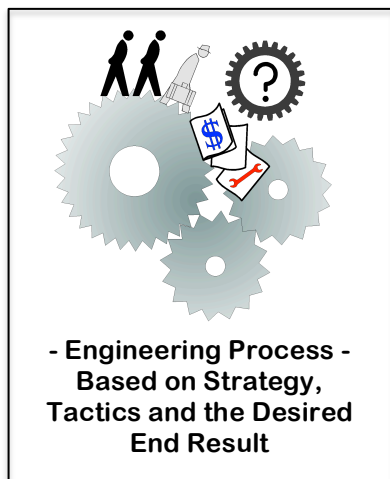 ?
$
- Engineering Process -
Based on Strategy,
Tactics and the Desired
End Result